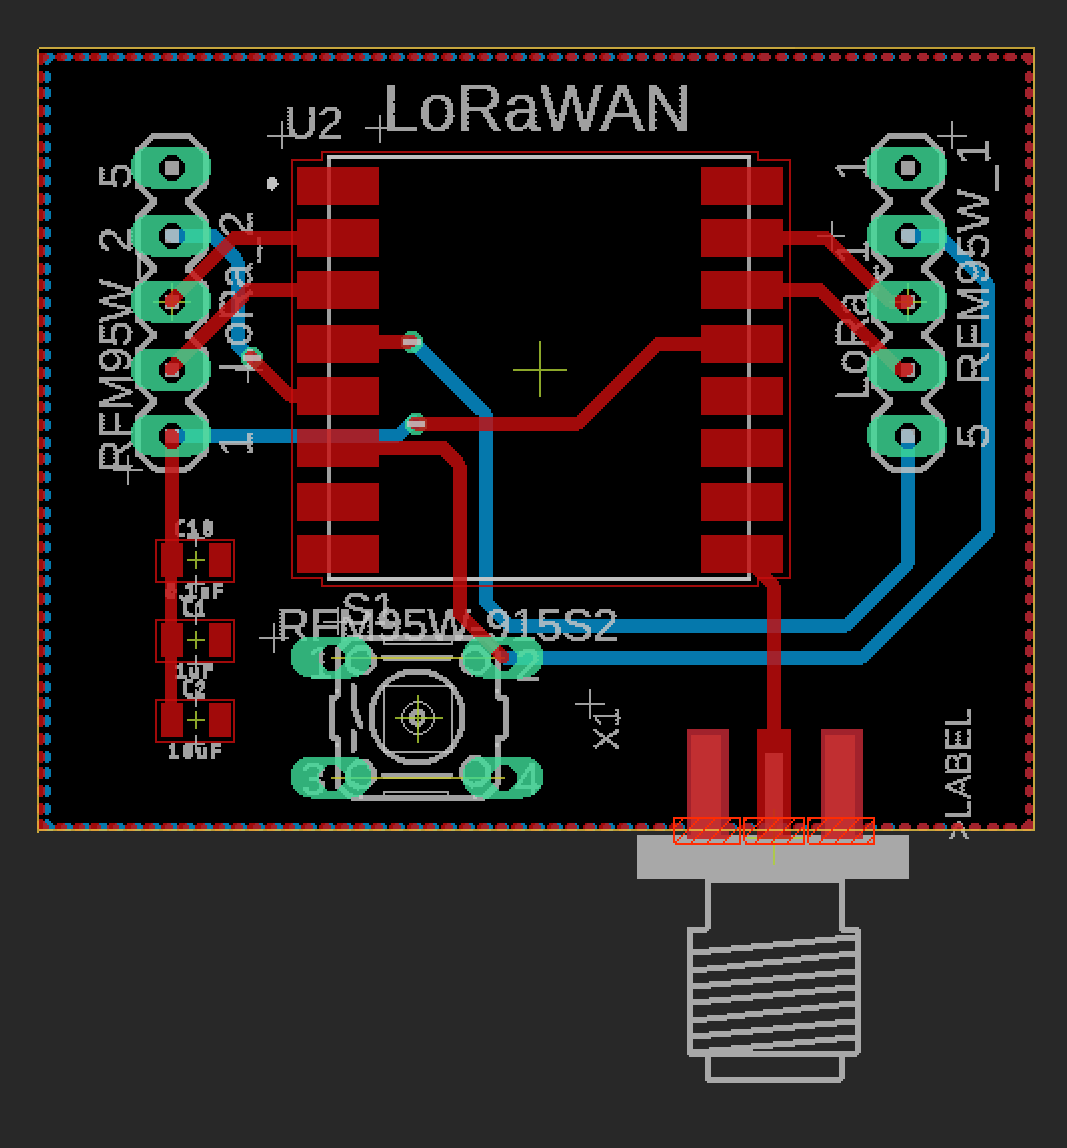 LoRaWAN
U2
5
2
RFM95W_2
Lora_2
1
1
LoRa_1
RFM95W_1
5
C10
0.1uF
C1
1uF
C2
10uF
S1
RFM95W_915S2
1
2
3
4
X1
>LABEL